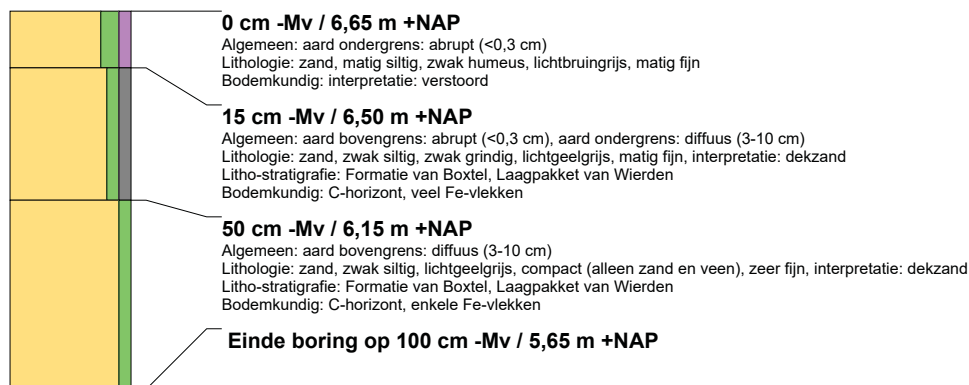 0 cm -Mv / 6,65 m +NAP
Algemeen: aard ondergrens: abrupt (<0,3 cm)
Lithologie: zand, matig siltig, zwak humeus, lichtbruingrijs, matig fijn
Bodemkundig: interpretatie: verstoord
15 cm -Mv / 6,50 m +NAP
Algemeen: aard bovengrens: abrupt (<0,3 cm), aard ondergrens: diffuus (3-10 cm)
Lithologie: zand, zwak siltig, zwak grindig, lichtgeelgrijs, matig fijn, interpretatie: dekzand
Litho-stratigrafie: Formatie van Boxtel, Laagpakket van Wierden
Bodemkundig: C-horizont, veel Fe-vlekken
50 cm -Mv / 6,15 m +NAP
Algemeen: aard bovengrens: diffuus (3-10 cm)
Lithologie: zand, zwak siltig, lichtgeelgrijs, compact (alleen zand en veen), zeer fijn, interpretatie: dekzand
Litho-stratigrafie: Formatie van Boxtel, Laagpakket van Wierden
Bodemkundig: C-horizont, enkele Fe-vlekken
Einde boring op 100 cm -Mv / 5,65 m +NAP